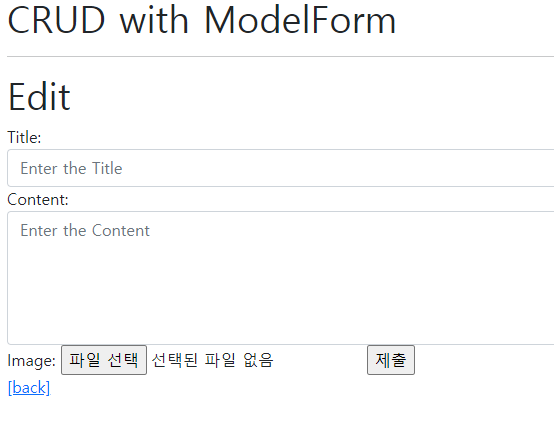 CRUD with ModelForm
Edit
Title:
Enter the Title
Content:
Enter the Content
Image: 파일 선택 선택된 파일 없음 제출
[back]